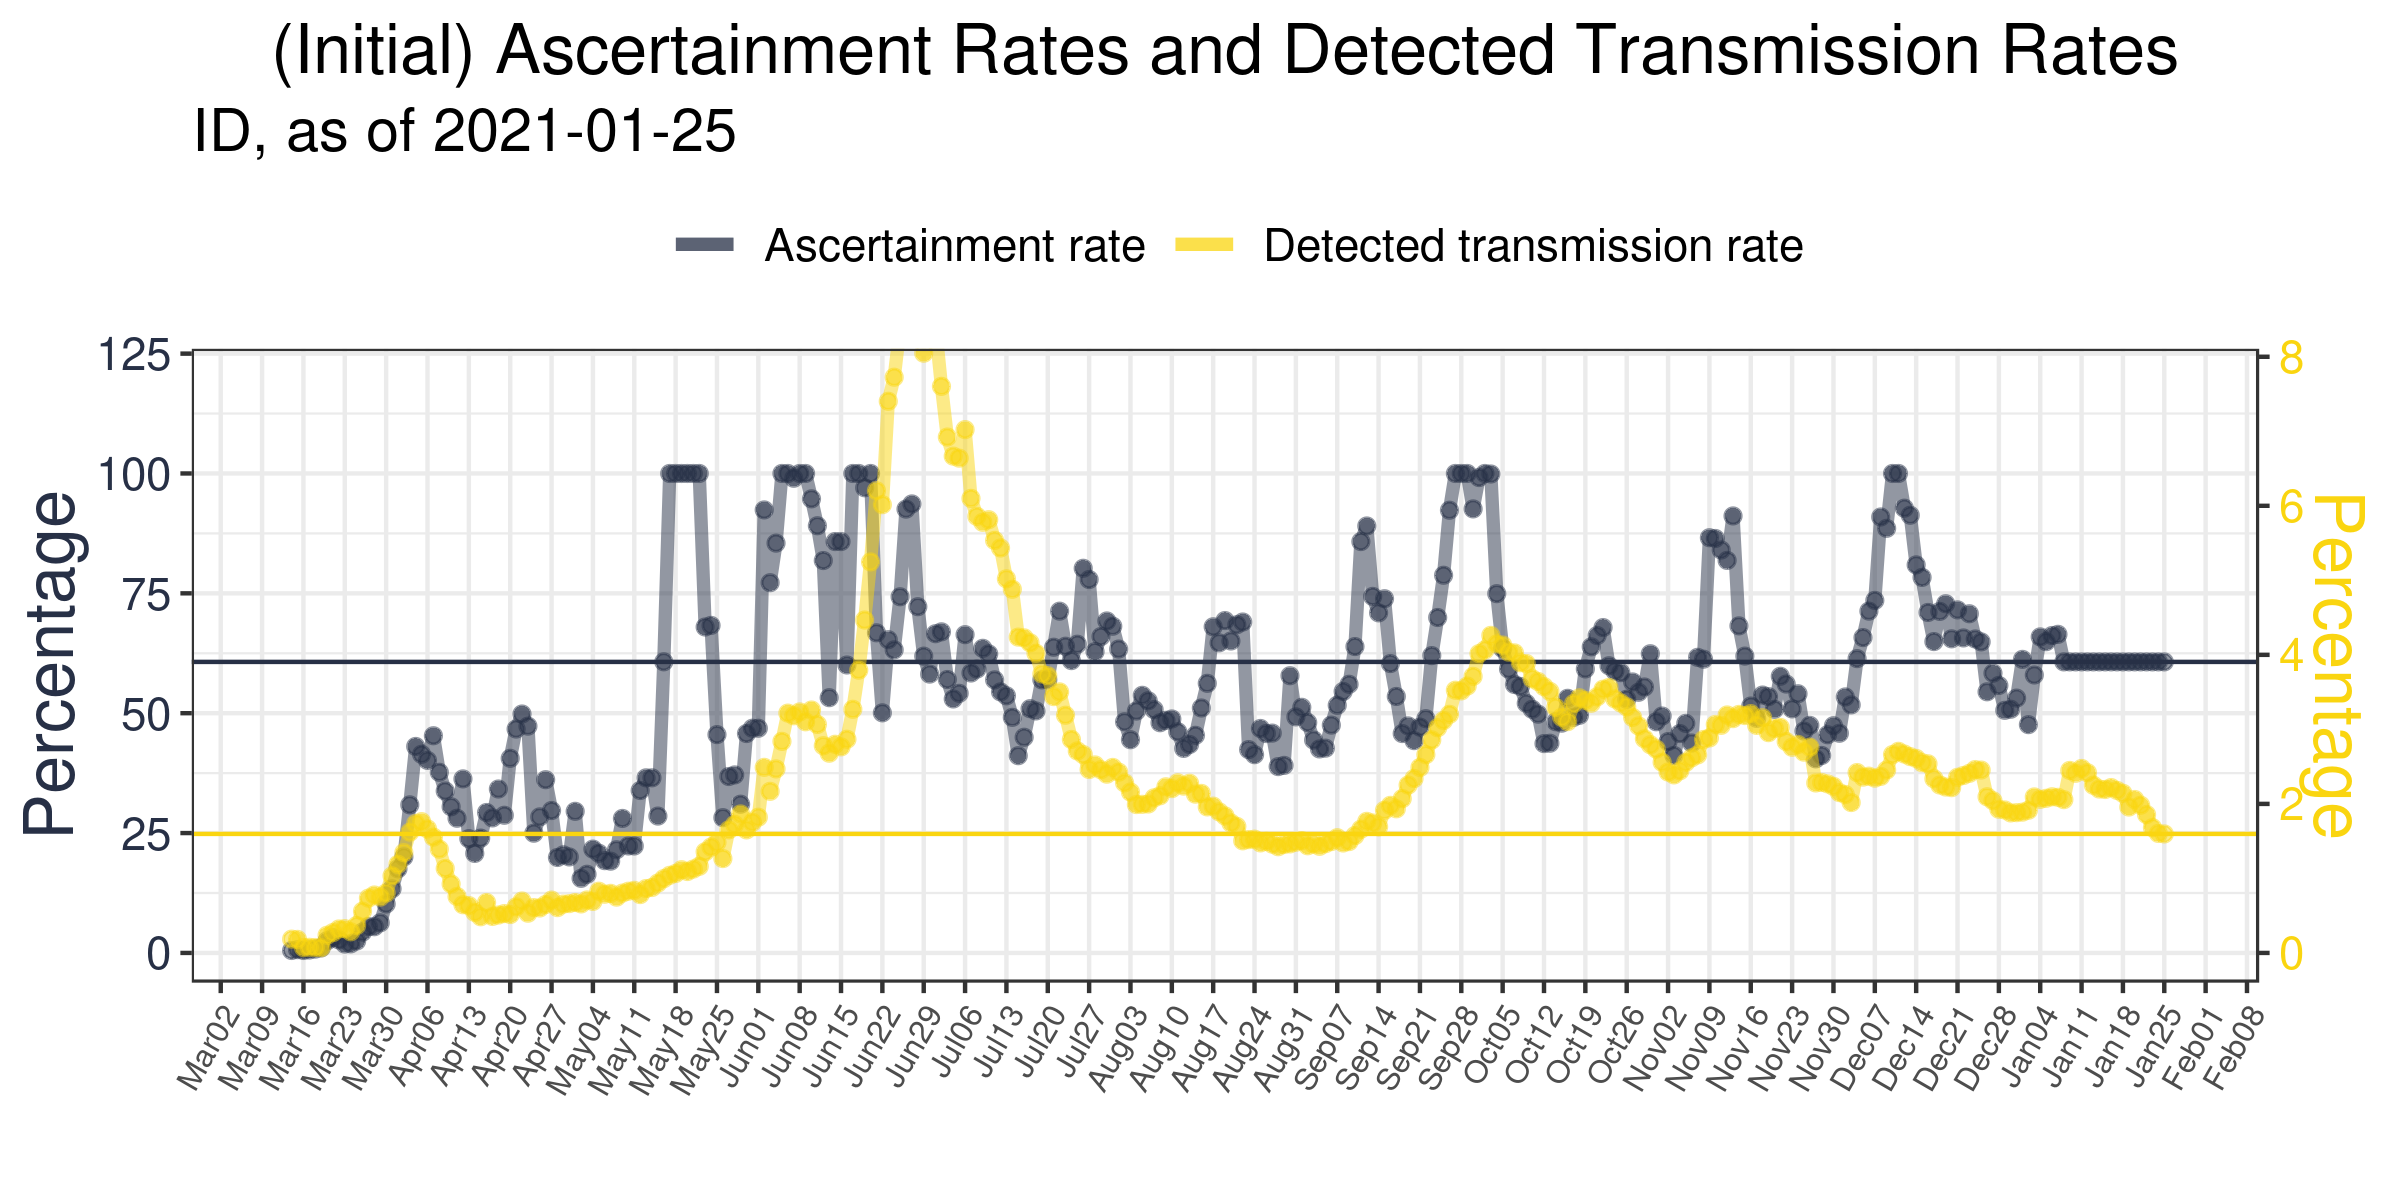 (Initial) Ascertainment Rates and Detected Transmission Rates
ID, as of 2021-01-25
Ascertainment rate Detected transmission rate
125
100
75
50
25
0
Percentage
8
6
4
2
0
Percentage
Mar02 Mar09 Mar16 Mar23 Mar30 Apr06 Apr13 Apr20 Apr27 May04 May11 May18 May25 Jun01 Jun08 Jun15 Jun22 Jun29 Jul06 Jul13 Jul20 Jul27 Aug03 Aug10 Aug17 Aug24 Aug31 Sep07 Sep14 Sep21 Sep28 Oct05 Oct12 Oct19 Oct26 Nov02 Nov09 Nov16 Nov23 Nov30 Dec07 Dec14 Dec21 Dec28 Jan04 Jan11 Jan18 Jan25 Feb01 Feb08